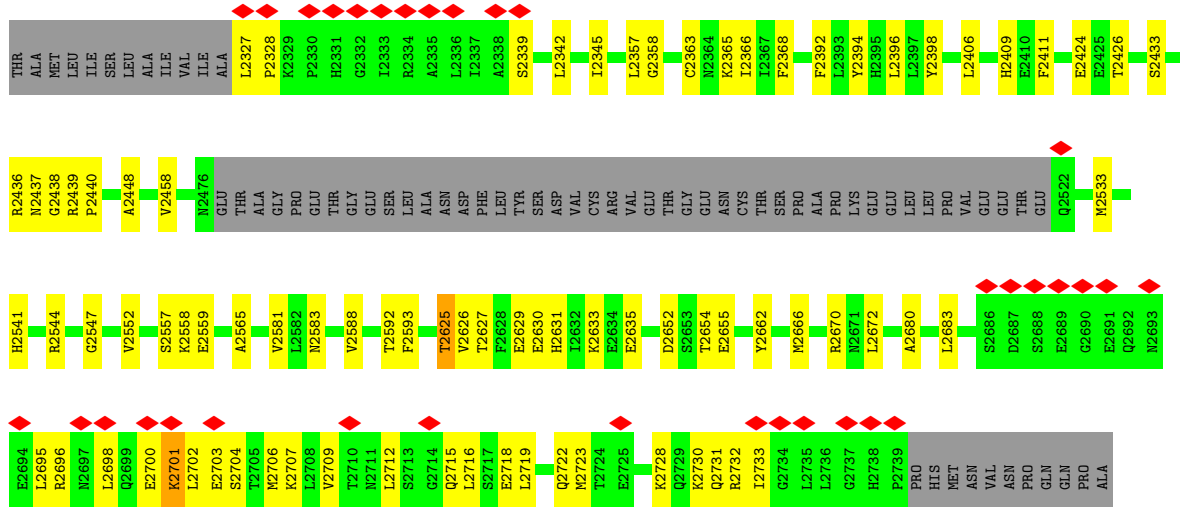 THR ALA MET LEU ILE SER LEU ALA ILE VAL ILE ALA L2327 P2328 K2329 P2330 H2331 G2332 I2333 R2334 A2335 L2336 I2337 A2338 S2339 L2342 I2345 L2357 G2358 C2363 N2364 K2365 I2366 I2367 F2368 F2392 L2393 Y2394 H2395 L2396 L2397 Y2398 L2406 H2409 E2410 F2411 E2424 E2425 T2426 S2433
R2436 N2437 G2438 R2439 P2440 A2448 V2458 N2476 GLU THR ALA GLY PRO GLU THR GLY GLU SER LEU ALA ASN ASP PHE LEU TYR SER ASP VAL CYS ARG VAL GLU THR GLY GLU ASN CYS THR SER PRO ALA PRO LYS GLU GLU LEU LEU PRO VAL GLU GLU THR GLU Q2522 M2533
H2541 R2544 G2547 V2552 S2557 K2558 E2559 A2565 V2581 L2582 N2583 V2588 T2592 F2593 T2625 V2626 T2627 F2628 E2629 E2630 H2631 I2632 K2633 E2634 E2635 D2652 S2653 T2654 E2655 Y2662 M2666 R2670 N2671 L2672 A2680 L2683 S2686 D2687 S2688 E2689 G2690 E2691 Q2692 N2693
E2694 L2695 R2696 N2697 L2698 Q2699 E2700 K2701 L2702 E2703 S2704 T2705 M2706 K2707 L2708 V2709 T2710 N2711 L2712 S2713 G2714 Q2715 L2716 S2717 E2718 L2719 Q2722 M2723 T2724 E2725 K2728 Q2729 K2730 Q2731 R2732 I2733 G2734 L2735 L2736 G2737 H2738 P2739 PRO HIS MET ASN VAL ASN PRO GLN GLN PRO ALA